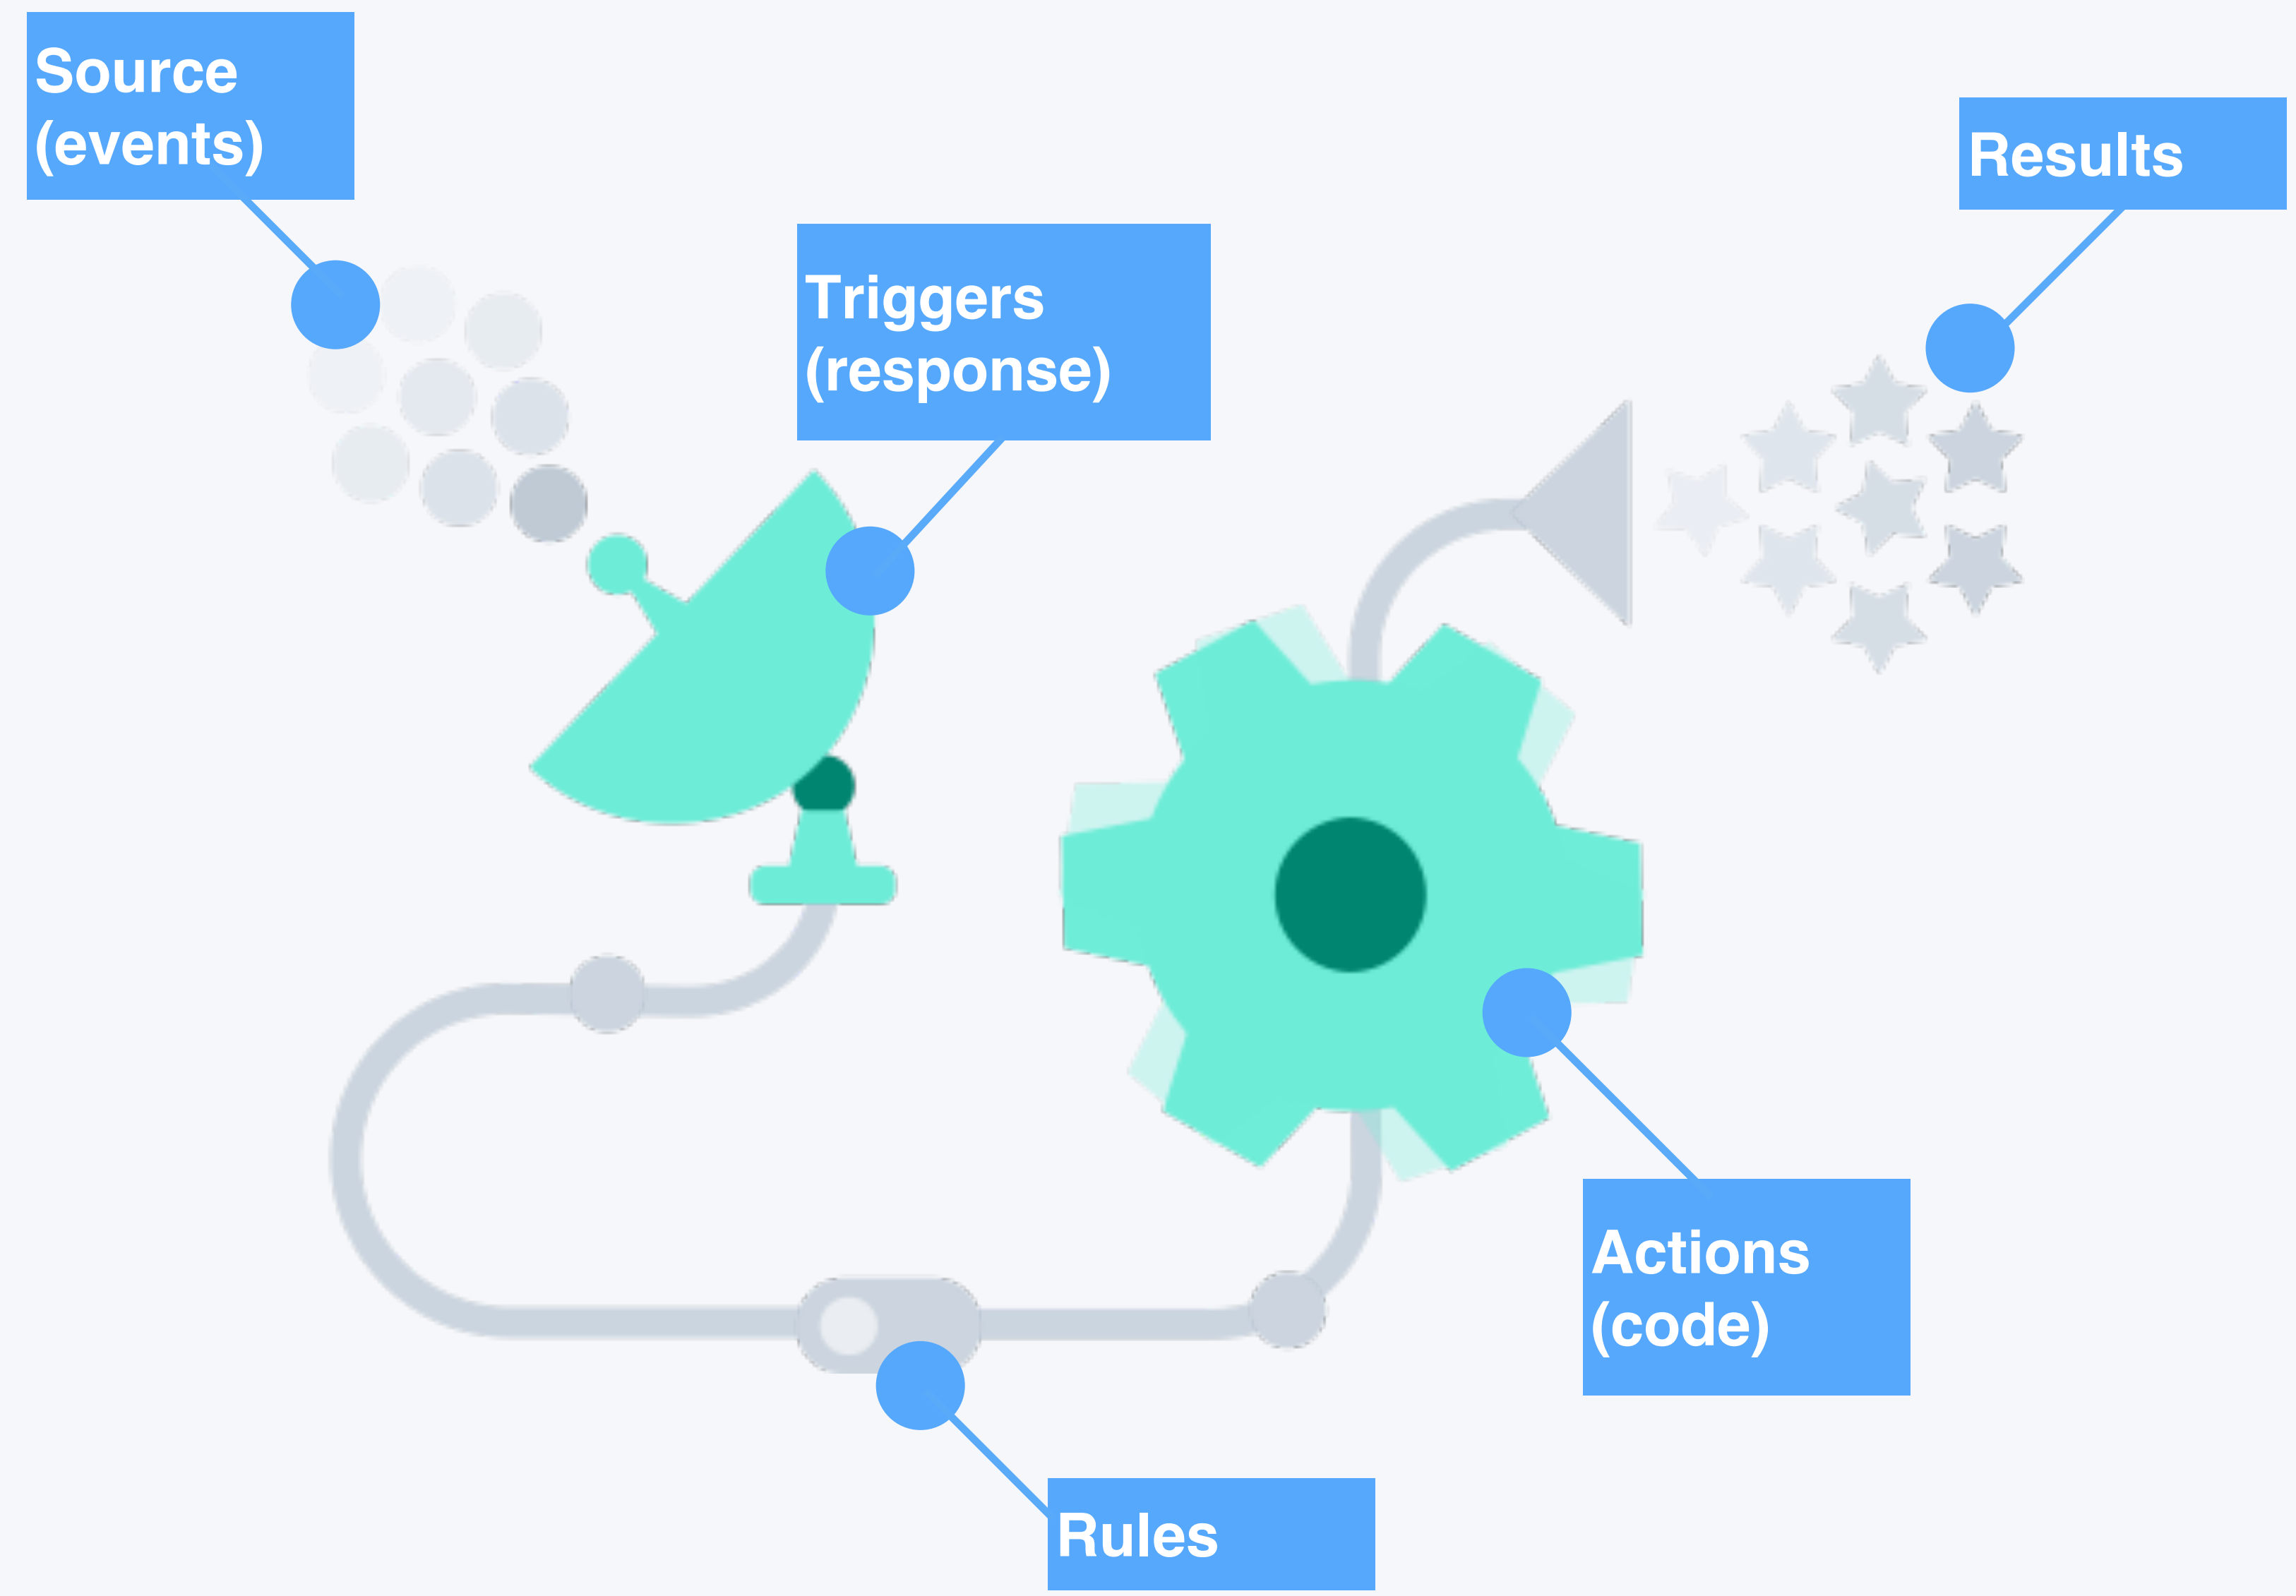 Source
(events)
Results
Triggers
(response)
Actions
(code)
Rules